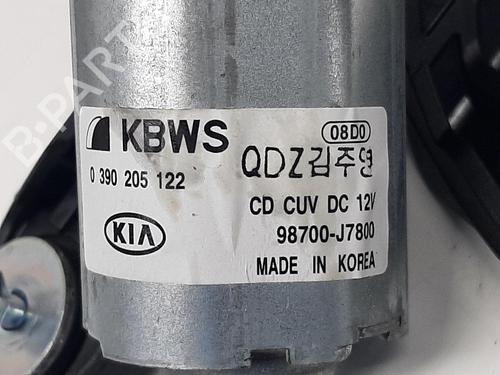 B-PARTS
KBWS
08D0
0 390 205 122
QDZ김주연
CD CUV DC 12V
KIA
98700-J7800
MADE IN KOREA